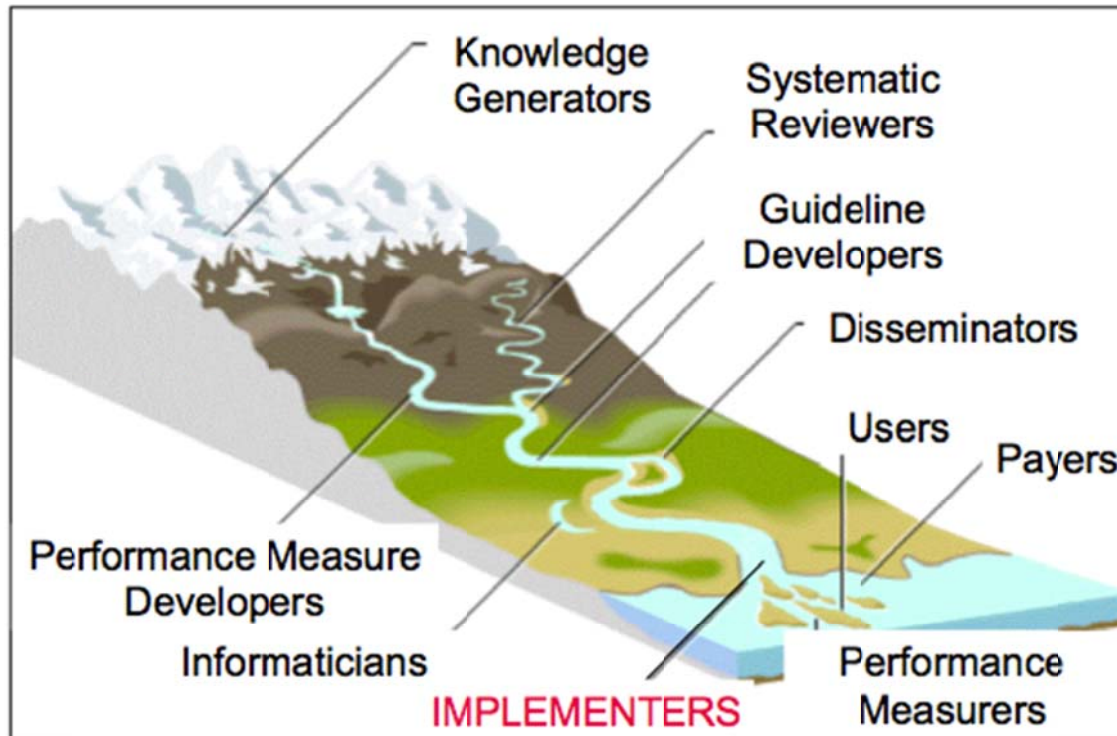 Knowledge
Generators
Systematic
Reviewers
Guideline
Developers
Disseminators
Users
Payers
Performance Measure
Developers
Informaticians
IMPLEMENTERS
Performance
Measurers